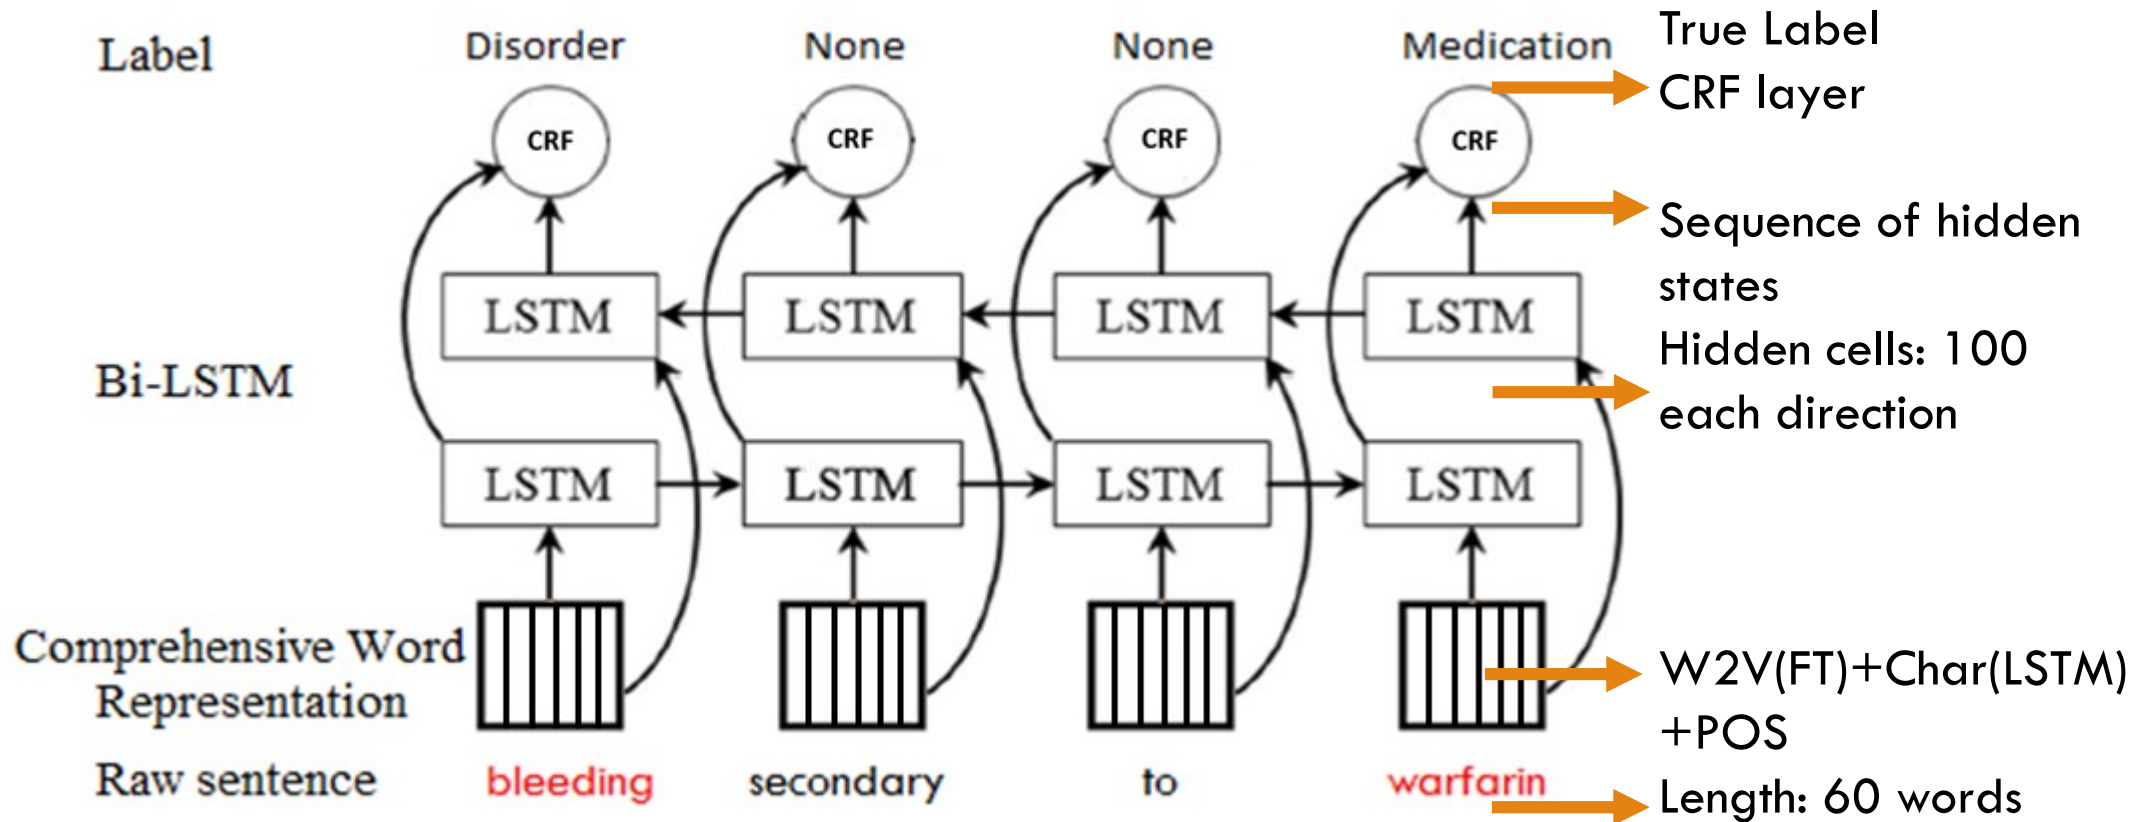 Label Disorder None None Medication True Label
CRF CRF CRF CRF CRF layer
Sequence of hidden
states
LSTM LSTM LSTM LSTM Hidden cells: 100
Bi-LSTM each direction
LSTM LSTM LSTM LSTM
Comprehensive Word W2V(FT)+Char(LSTM)
Representation +POS
Raw sentence bleeding secondary to warfarin Length: 60 words